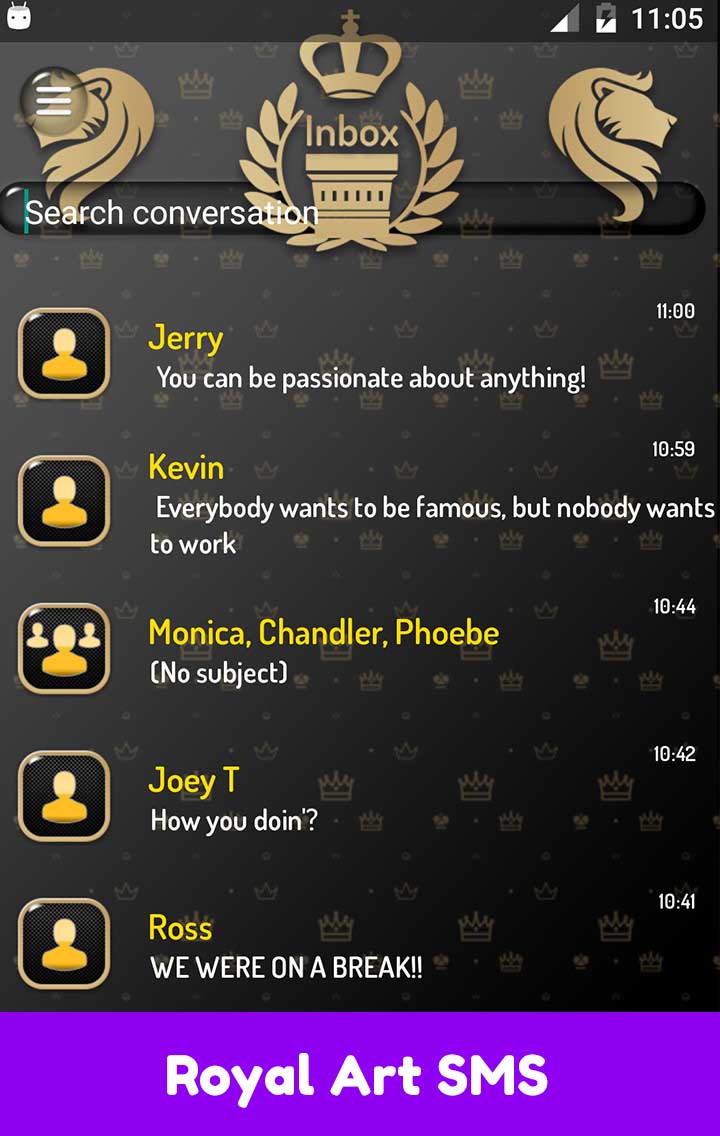 11:05
Inbox
Search conversation
11:00
Jerry
You can be passionate about anything!
10:59
Kevin
Everybody wants to be famous, but nobody wants
to work
10:44
Monica, Chandler, Phoebe
(No subject)
10:42
Joey T
How you doin'?
10:41
Ross
WE WERE ON A BREAK!!
Royal Art SMS